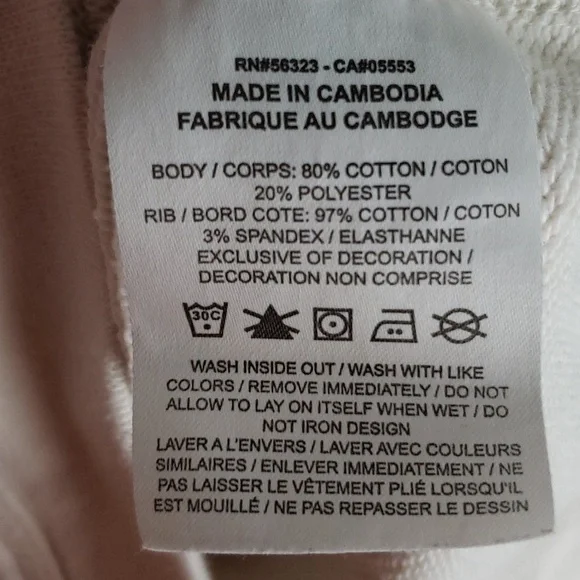 RN#56323 - CA#05553
MADE IN CAMBODIA
FABRIQUE AU CAMBODGE
BODY / CORPS: 80% COTTON / COTON
20% POLYESTER
RIB / BORD COTE: 97% COTTON / COTON
3% SPANDEX / ELASTHANNE
EXCLUSIVE OF DECORATION /
DECORATION NON COMPRISE
30C
WASH INSIDE OUT / WASH WITH LIKE
COLORS / REMOVE IMMEDIATELY / DO NOT
ALLOW TO LAY ON ITSELF WHEN WET / DO
NOT IRON DESIGN
LAVER A L'ENVERS / LAVER AVEC COULEURS
SIMILAIRES / ENLEVER IMMEDIATEMENT / NE
PAS LAISSER LE VÊTEMENT PLIÉ LORSQU'IL
EST MOUILLÉ / NE PAS REPASSER LE DESSIN